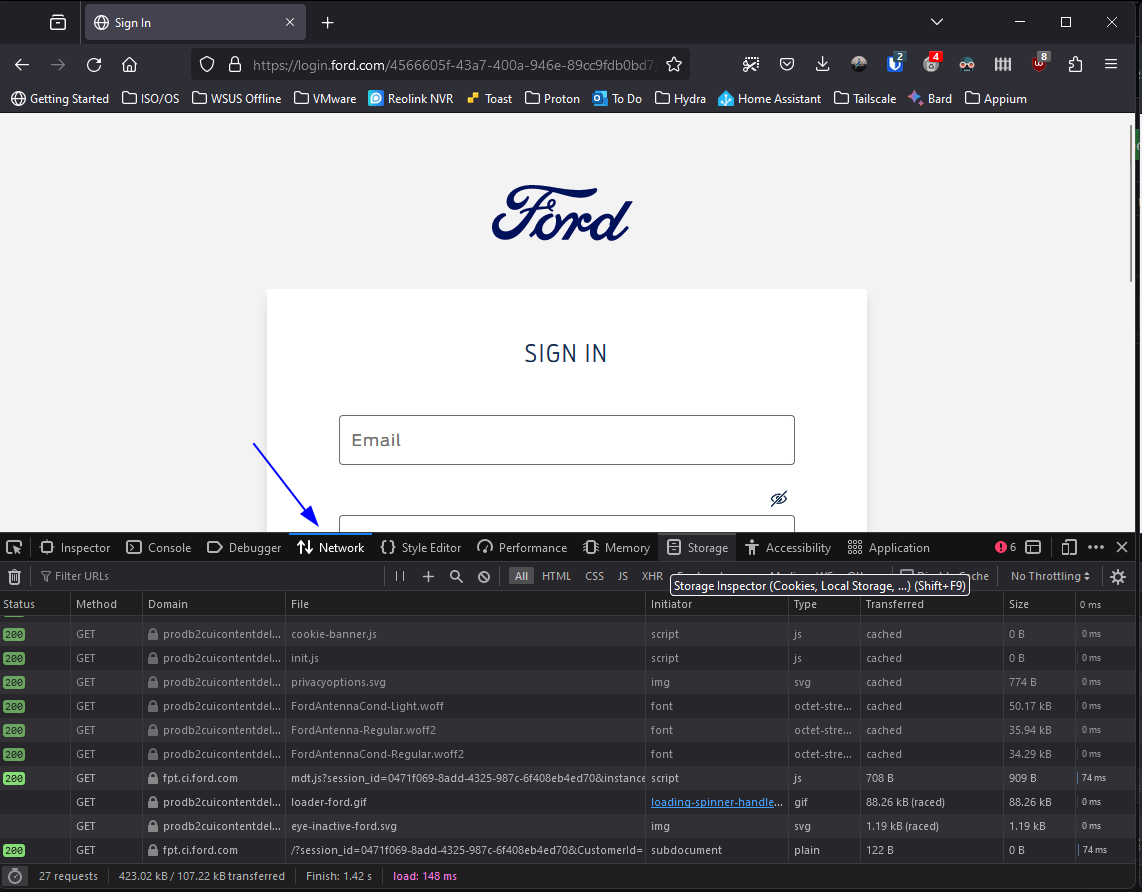 Sign In
https://login.ford.com/4566605f-43a7-400a-946e-89cc9fdb0bd7/
2
4
8
Getting Started ISO/OS WSUS Offline VMware Reolink NVR Toast Proton To Do Hydra Home Assistant Tailscale Bard Appium
Ford
SIGN IN
Email
Inspector Console Debugger Network Style Editor Performance Memory Storage Accessibility Application 6
Filter URLs All HTML CSS JS XHR No Throttling
Storage Inspector (Cookies, Local Storage, ...) (Shift+F9)
Status Method Domain File Initiator Type Transferred Size 0 ms
200 GET prodb2cuicontentdel... cookie-banner.js script js cached 0 B 0 ms
200 GET prodb2cuicontentdel... init.js script js cached 0 B 0 ms
200 GET prodb2cuicontentdel... privacyoptions.svg img svg cached 774 B 0 ms
200 GET prodb2cuicontentdel... FordAntennaCond-Light.woff font octet-stre... cached 50.17 kB 0 ms
200 GET prodb2cuicontentdel... FordAntenna-Regular.woff2 font octet-stre... cached 35.94 kB 0 ms
200 GET prodb2cuicontentdel... FordAntennaCond-Regular.woff2 font octet-stre... cached 34.29 kB 0 ms
200 GET fpt.ci.ford.com mdt.js?session_id=0471f069-8add-4325-987c-6f408eb4ed70&instance script js 708 B 909 B 74 ms
GET prodb2cuicontentdel... loader-ford.gif loading-spinner-handle... gif 88.26 kB (raced) 88.26 kB 0 ms
GET prodb2cuicontentdel... eye-inactive-ford.svg img svg 1.19 kB (raced) 1.19 kB 0 ms
200 GET fpt.ci.ford.com /?session_id=0471f069-8add-4325-987c-6f408eb4ed70&CustomerId= subdocument plain 122 B 0 B 74 ms
27 requests 423.02 kB / 107.22 kB transferred Finish: 1.42 s load: 148 ms